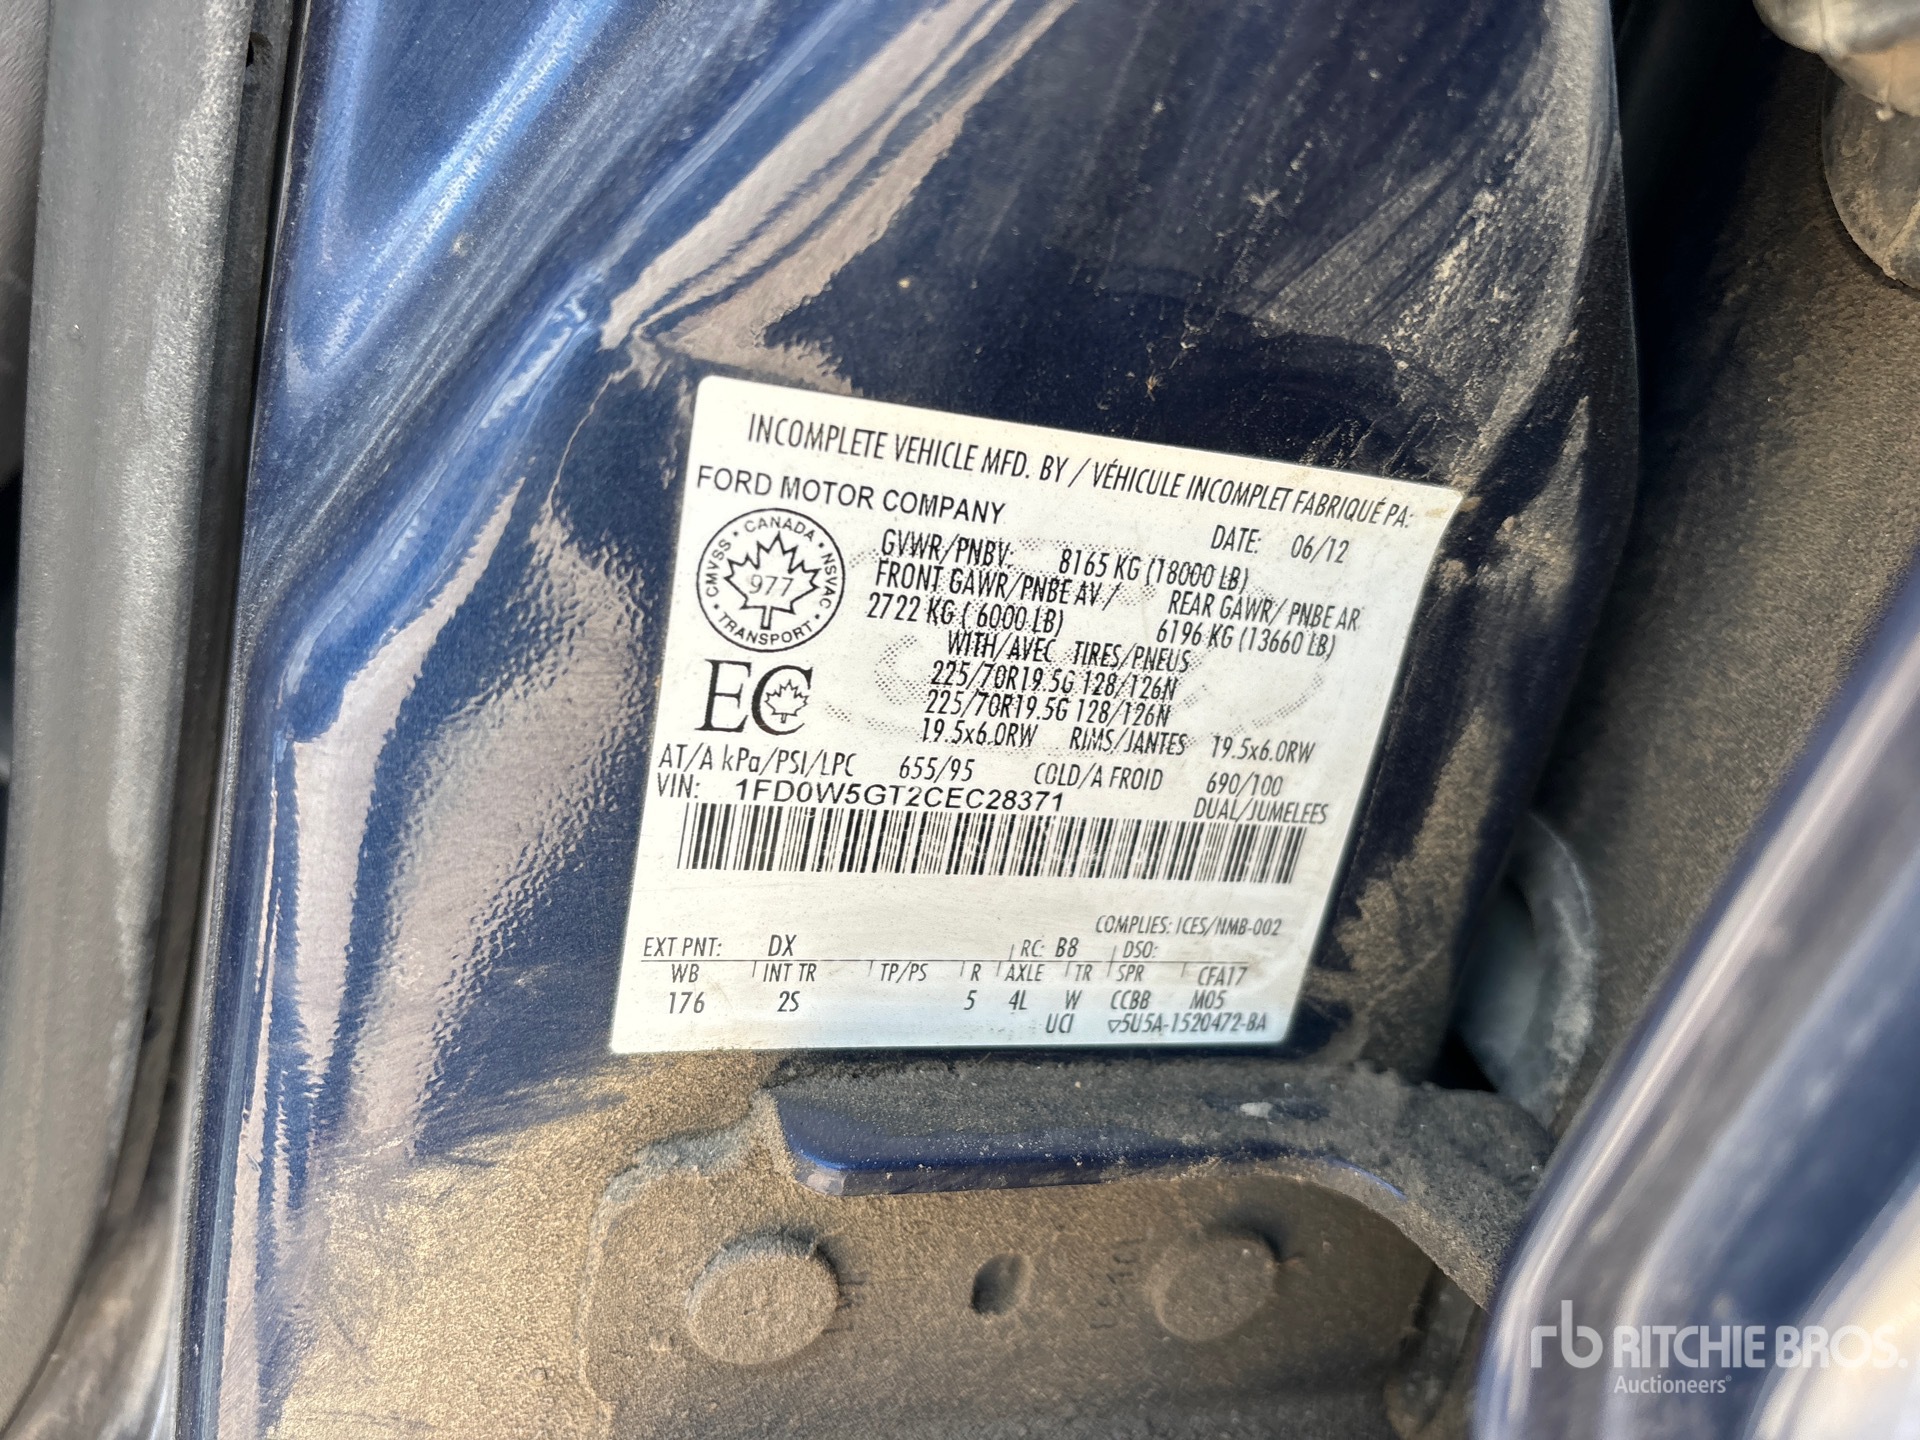 INCOMPLETE VEHICLE MFD. BY / VÉHICULE INCOMPLET FABRIQUÉ PA:
FORD MOTOR COMPANY
DATE: 06/12
CANADA • NSVAC • TRANSPORT • CMVSS •
977
GVWR/PNBV: 8165 KG (18000 LB)
FRONT GAWR/PNBE AV / REAR GAWR/ PNBE AR
2722 KG ( 6000 LB) 6196 KG (13660 LB)
WITH/AVEC TIRES/PNEUS
225/70R19.5G 128/126N
225/70R19.5G 128/126N
EC
19.5x6.0RW RIMS/JANTES 19.5x6.0RW
AT/A kPa/PSI/LPC 655/95 COLD/A FROID 690/100
VIN: 1FD0W5GT2CEC28371 DUAL/JUMELEES
COMPLIES: ICES/NMB-002
EXT PNT: DX RC: B8 DSO:
WB INT TR TP/PS R AXLE TR SPR CFA17
176 2S 5 4L W CCBB M05
UCI ▽5U5A-1520472-BA
rb RITCHIE BROS.
Auctioneers